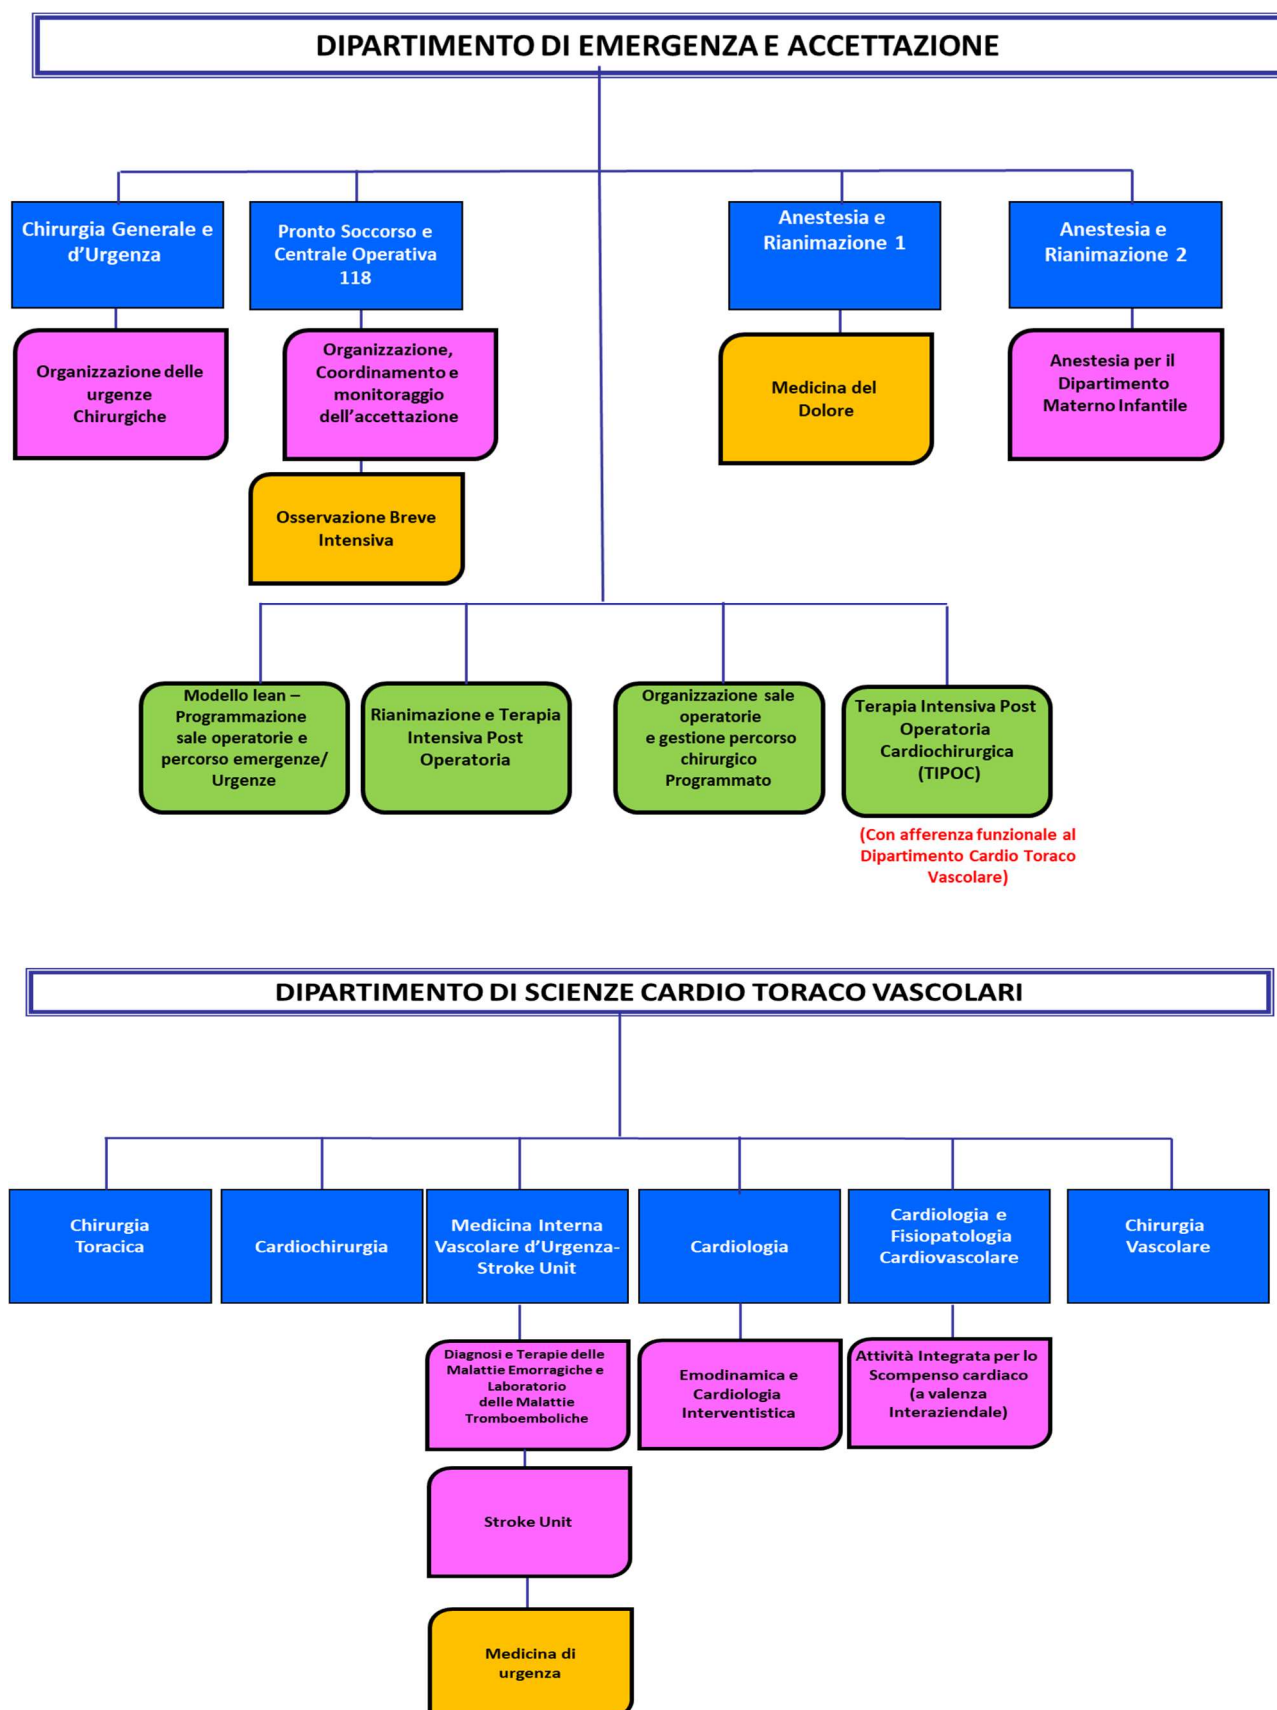 DIPARTIMENTO DI EMERGENZA E ACCETTAZIONE
Chirurgia Generale e
d’Urgenza
Pronto Soccorso e
Centrale Operativa
118
Anestesia e
Rianimazione 1
Anestesia e
Rianimazione 2
Organizzazione delle
urgenze
Chirurgiche
Organizzazione,
Coordinamento e
monitoraggio
dell’accettazione
Medicina del
Dolore
Anestesia per il
Dipartimento
Materno Infantile
Osservazione Breve
Intensiva
Modello lean –
Programmazione
sale operatorie e
percorso emergenze/
Urgenze
Rianimazione e Terapia
Intensiva Post
Operatoria
Organizzazione sale
operatorie
e gestione percorso
chirurgico
Programmato
Terapia Intensiva Post
Operatoria
Cardiochirurgica
(TIPOC)
(Con afferenza funzionale al
Dipartimento Cardio Toraco
Vascolare)
DIPARTIMENTO DI SCIENZE CARDIO TORACO VASCOLARI
Chirurgia
Toracica
Cardiochirurgia
Medicina Interna
Vascolare d’Urgenza-
Stroke Unit
Cardiologia
Cardiologia e
Fisiopatologia
Cardiovascolare
Chirurgia
Vascolare
Diagnosi e Terapie delle
Malattie Emorragiche e
Laboratorio
delle Malattie
Tromboemboliche
Emodinamica e
Cardiologia
Interventistica
Attività Integrata per lo
Scompenso cardiaco
(a valenza
Interaziendale)
Stroke Unit
Medicina di
urgenza